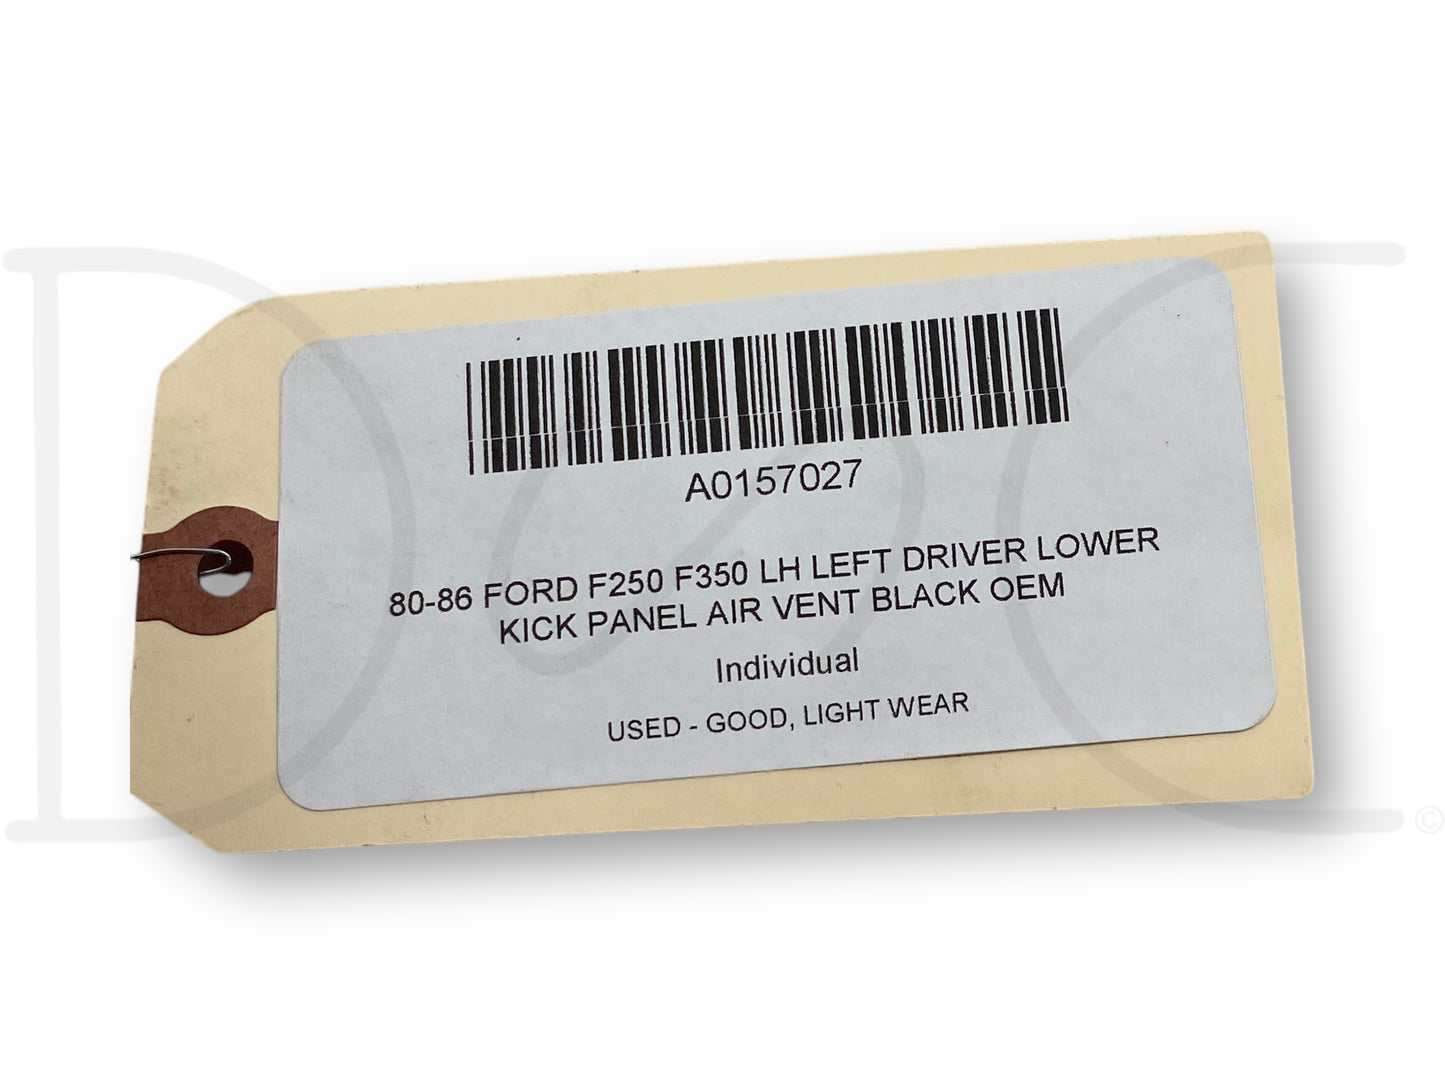 A0157027
80-86 FORD F250 F350 LH LEFT DRIVER LOWER
KICK PANEL AIR VENT BLACK OEM
Individual
USED - GOOD, LIGHT WEAR
©